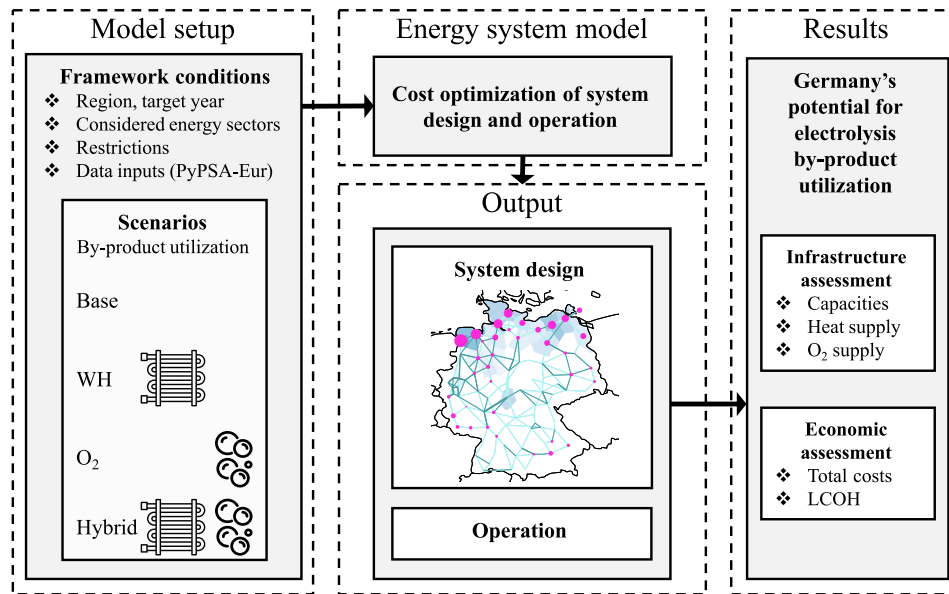 Model setup
Framework conditions
❖ Region, target year
❖ Considered energy sectors
❖ Restrictions
❖ Data inputs (PyPSA-Eur)
Scenarios
By-product utilization
Base
WH
O₂
Hybrid
Energy system model
Cost optimization of system
design and operation
Output
System design
Operation
Results
Germany's
potential for
electrolysis
by-product
utilization
Infrastructure
assessment
❖ Capacities
❖ Heat supply
❖ O₂ supply
Economic
assessment
❖ Total costs
❖ LCOH